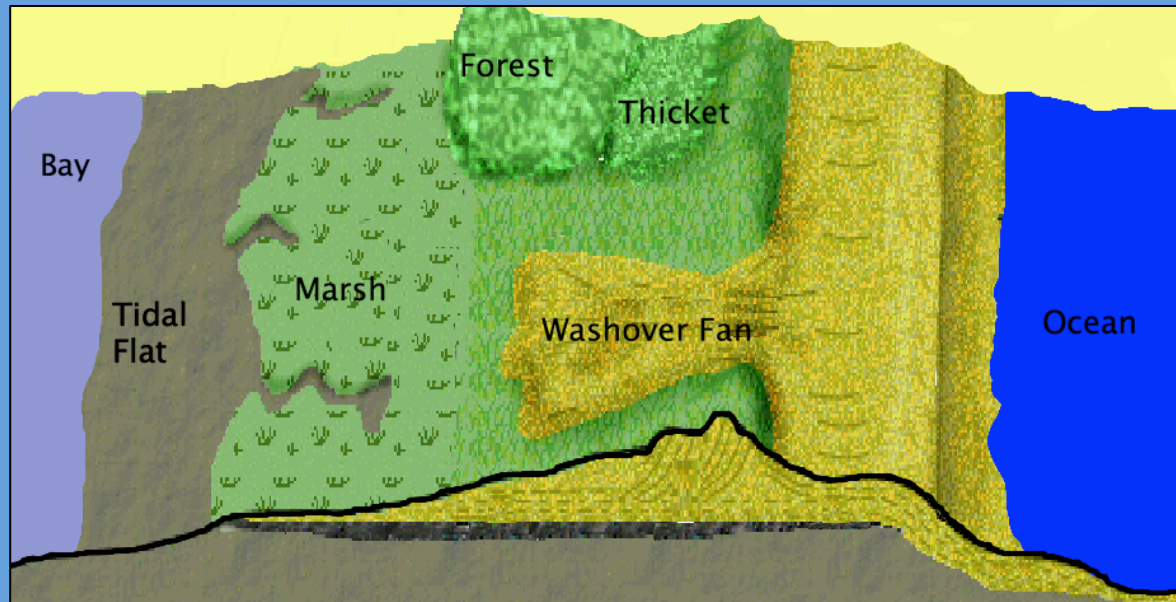 Forest
Thicket
Bay
Marsh
Tidal
Flat
Washover Fan
Ocean